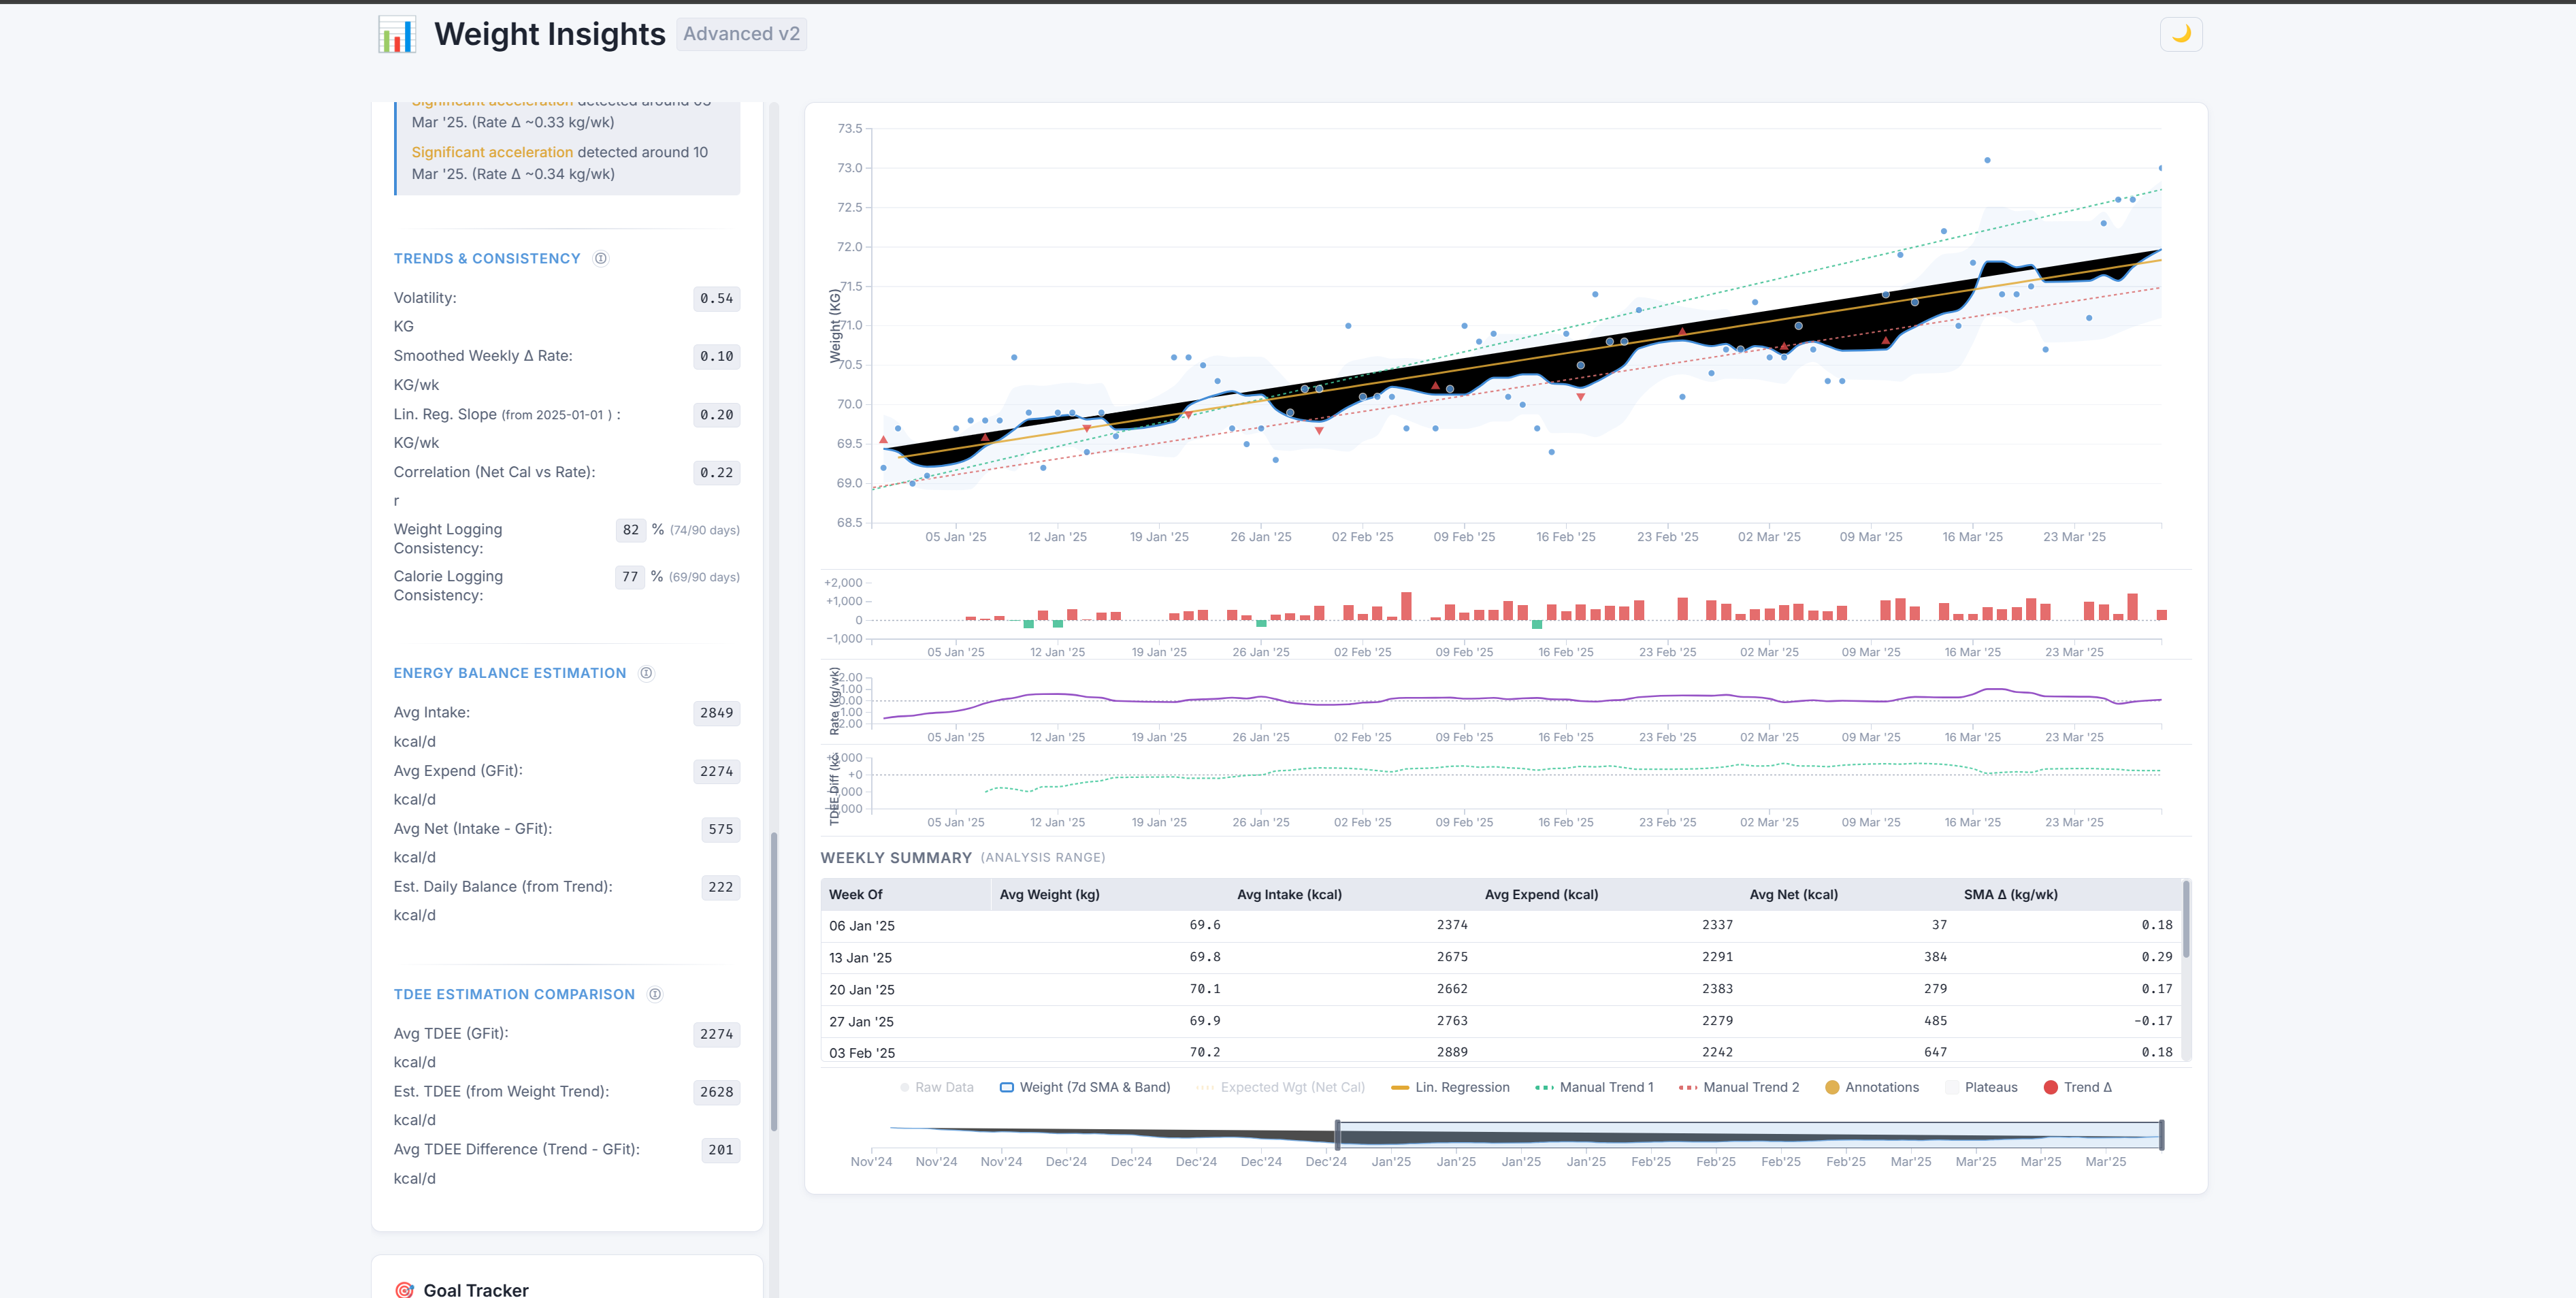 Weight Insights Advanced v2
Significant acceleration detected around 03
Mar '25. (Rate Δ ~0.33 kg/wk)
Significant acceleration detected around 10
Mar '25. (Rate Δ ~0.34 kg/wk)
TRENDS & CONSISTENCY
Volatility: 0.54
KG
Smoothed Weekly Δ Rate: 0.10
KG/wk
Lin. Reg. Slope (from 2025-01-01 ) : 0.20
KG/wk
Correlation (Net Cal vs Rate): 0.22
r
Weight Logging Consistency: 82 % (74/90 days)
Calorie Logging Consistency: 77 % (69/90 days)
ENERGY BALANCE ESTIMATION
Avg Intake: 2849
kcal/d
Avg Expend (GFit): 2274
kcal/d
Avg Net (Intake - GFit): 575
kcal/d
Est. Daily Balance (from Trend): 222
kcal/d
TDEE ESTIMATION COMPARISON
Avg TDEE (GFit): 2274
kcal/d
Est. TDEE (from Weight Trend): 2628
kcal/d
Avg TDEE Difference (Trend - GFit): 201
kcal/d
Goal Tracker
Weight (KG)
73.5
73.0
72.5
72.0
71.5
71.0
70.5
70.0
69.5
69.0
68.5
05 Jan '25 12 Jan '25 19 Jan '25 26 Jan '25 02 Feb '25 09 Feb '25 16 Feb '25 23 Feb '25 02 Mar '25 09 Mar '25 16 Mar '25 23 Mar '25
+2,000
+1,000
0
−1,000
05 Jan '25 12 Jan '25 19 Jan '25 26 Jan '25 02 Feb '25 09 Feb '25 16 Feb '25 23 Feb '25 02 Mar '25 09 Mar '25 16 Mar '25 23 Mar '25
Rate (kg/wk)
2.00
1.00
0.00
1.00
2.00
05 Jan '25 12 Jan '25 19 Jan '25 26 Jan '25 02 Feb '25 09 Feb '25 16 Feb '25 23 Feb '25 02 Mar '25 09 Mar '25 16 Mar '25 23 Mar '25
TDEE Diff
+0
05 Jan '25 12 Jan '25 19 Jan '25 26 Jan '25 02 Feb '25 09 Feb '25 16 Feb '25 23 Feb '25 02 Mar '25 09 Mar '25 16 Mar '25 23 Mar '25
WEEKLY SUMMARY (ANALYSIS RANGE)
Week Of Avg Weight (kg) Avg Intake (kcal) Avg Expend (kcal) Avg Net (kcal) SMA Δ (kg/wk)
06 Jan '25 69.6 2374 2337 37 0.18
13 Jan '25 69.8 2675 2291 384 0.29
20 Jan '25 70.1 2662 2383 279 0.17
27 Jan '25 69.9 2763 2279 485 -0.17
03 Feb '25 70.2 2889 2242 647 0.18
Raw Data Weight (7d SMA & Band) Expected Wgt (Net Cal) Lin. Regression Manual Trend 1 Manual Trend 2 Annotations Plateaus Trend Δ
Nov'24 Nov'24 Nov'24 Dec'24 Dec'24 Dec'24 Dec'24 Dec'24 Jan'25 Jan'25 Jan'25 Jan'25 Feb'25 Feb'25 Feb'25 Feb'25 Mar'25 Mar'25 Mar'25 Mar'25